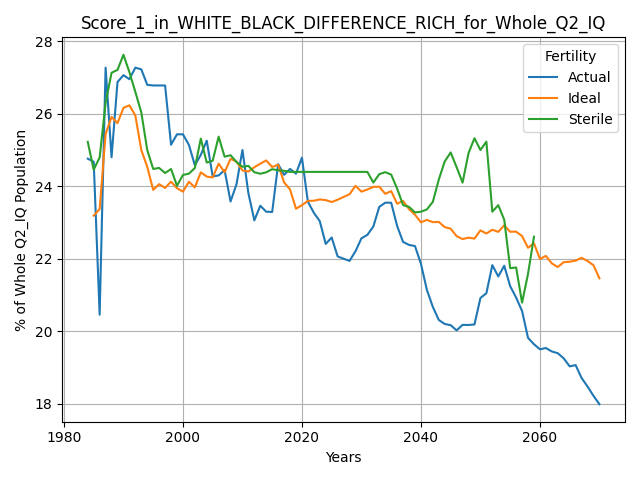 Score_1_in_WHITE_BLACK_DIFFERENCE_RICH_for_Whole_Q2_IQ
% of Whole Q2_IQ Population
28
26
24
22
20
18
1980
2000
2020
2040
2060
Years
Fertility
Actual
Ideal
Sterile